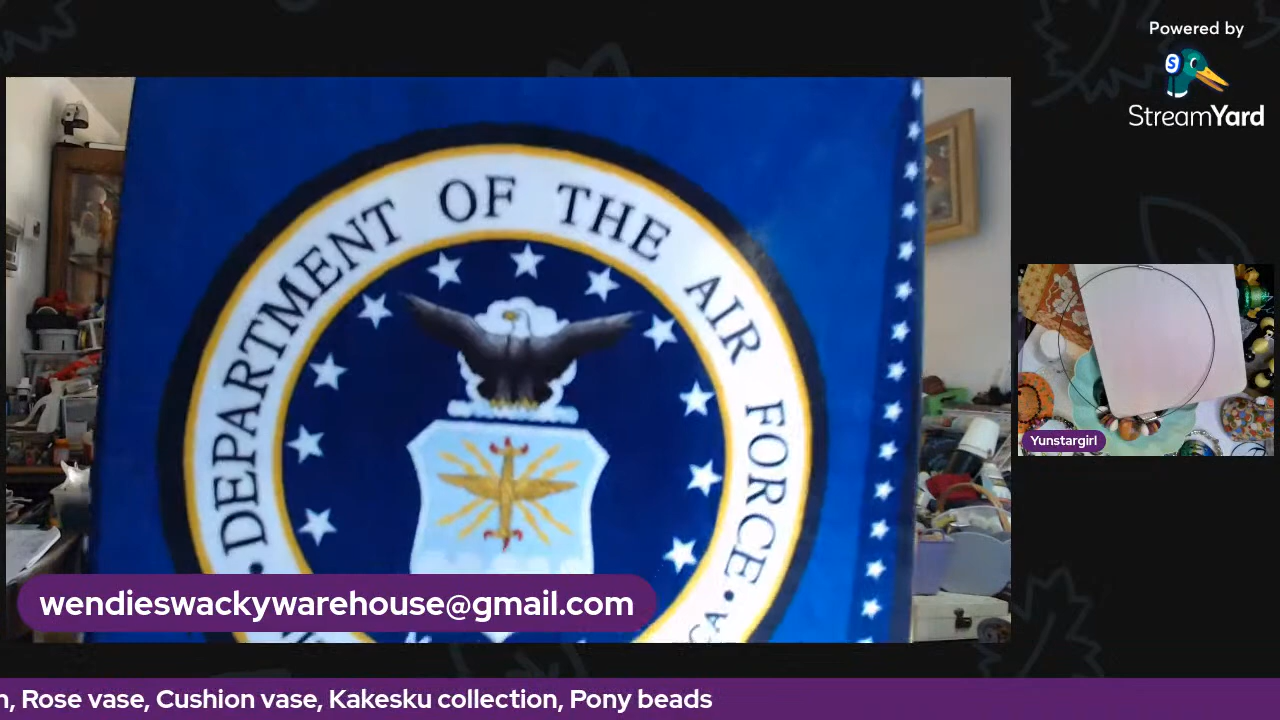 Powered by
S
StreamYard
DEPARTMENT OF THE AIR FORCE
Yunstargirl
wendieswackywarehouse@gmail.com
, Rose vase, Cushion vase, Kakesku collection, Pony beads